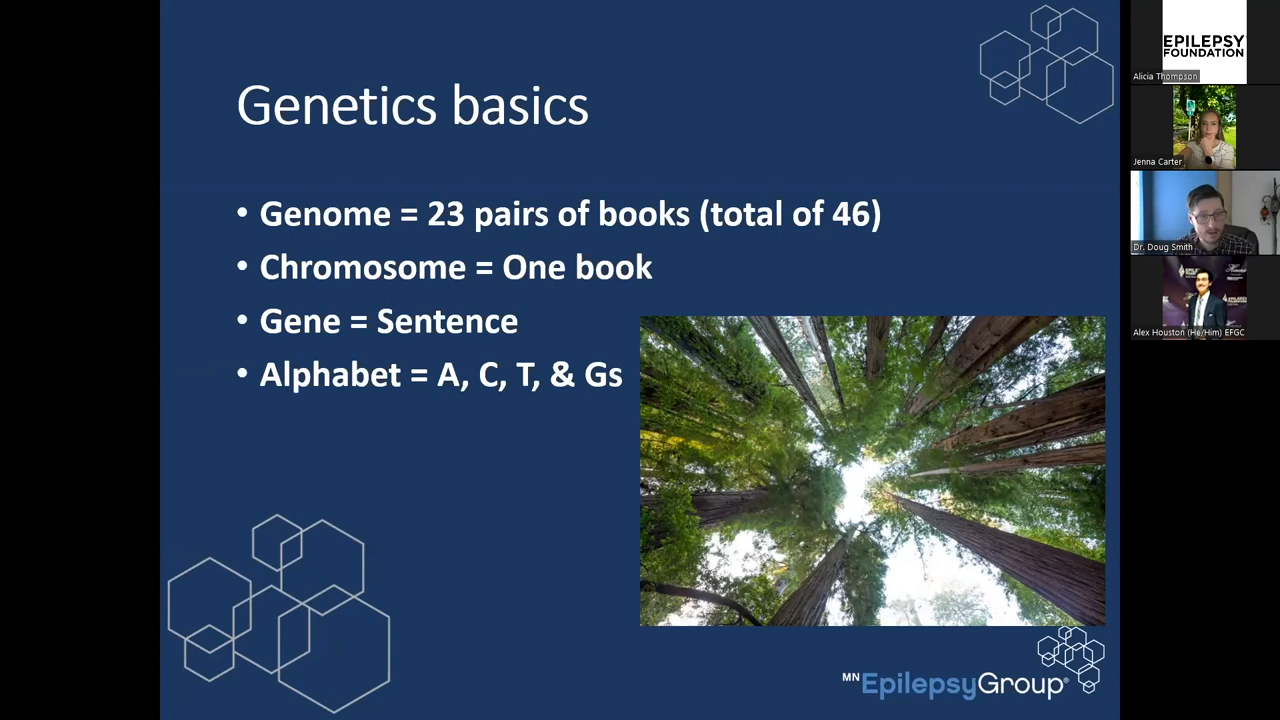 Genetics basics
• Genome = 23 pairs of books (total of 46)
• Chromosome = One book
• Gene = Sentence
• Alphabet = A, C, T, & Gs
MN EpilepsyGroup®
EPILEPSY
FOUNDATION
Alicia Thompson
Jenna Carter
Dr. Doug Smith
Alex Houston (He/Him) EFGC